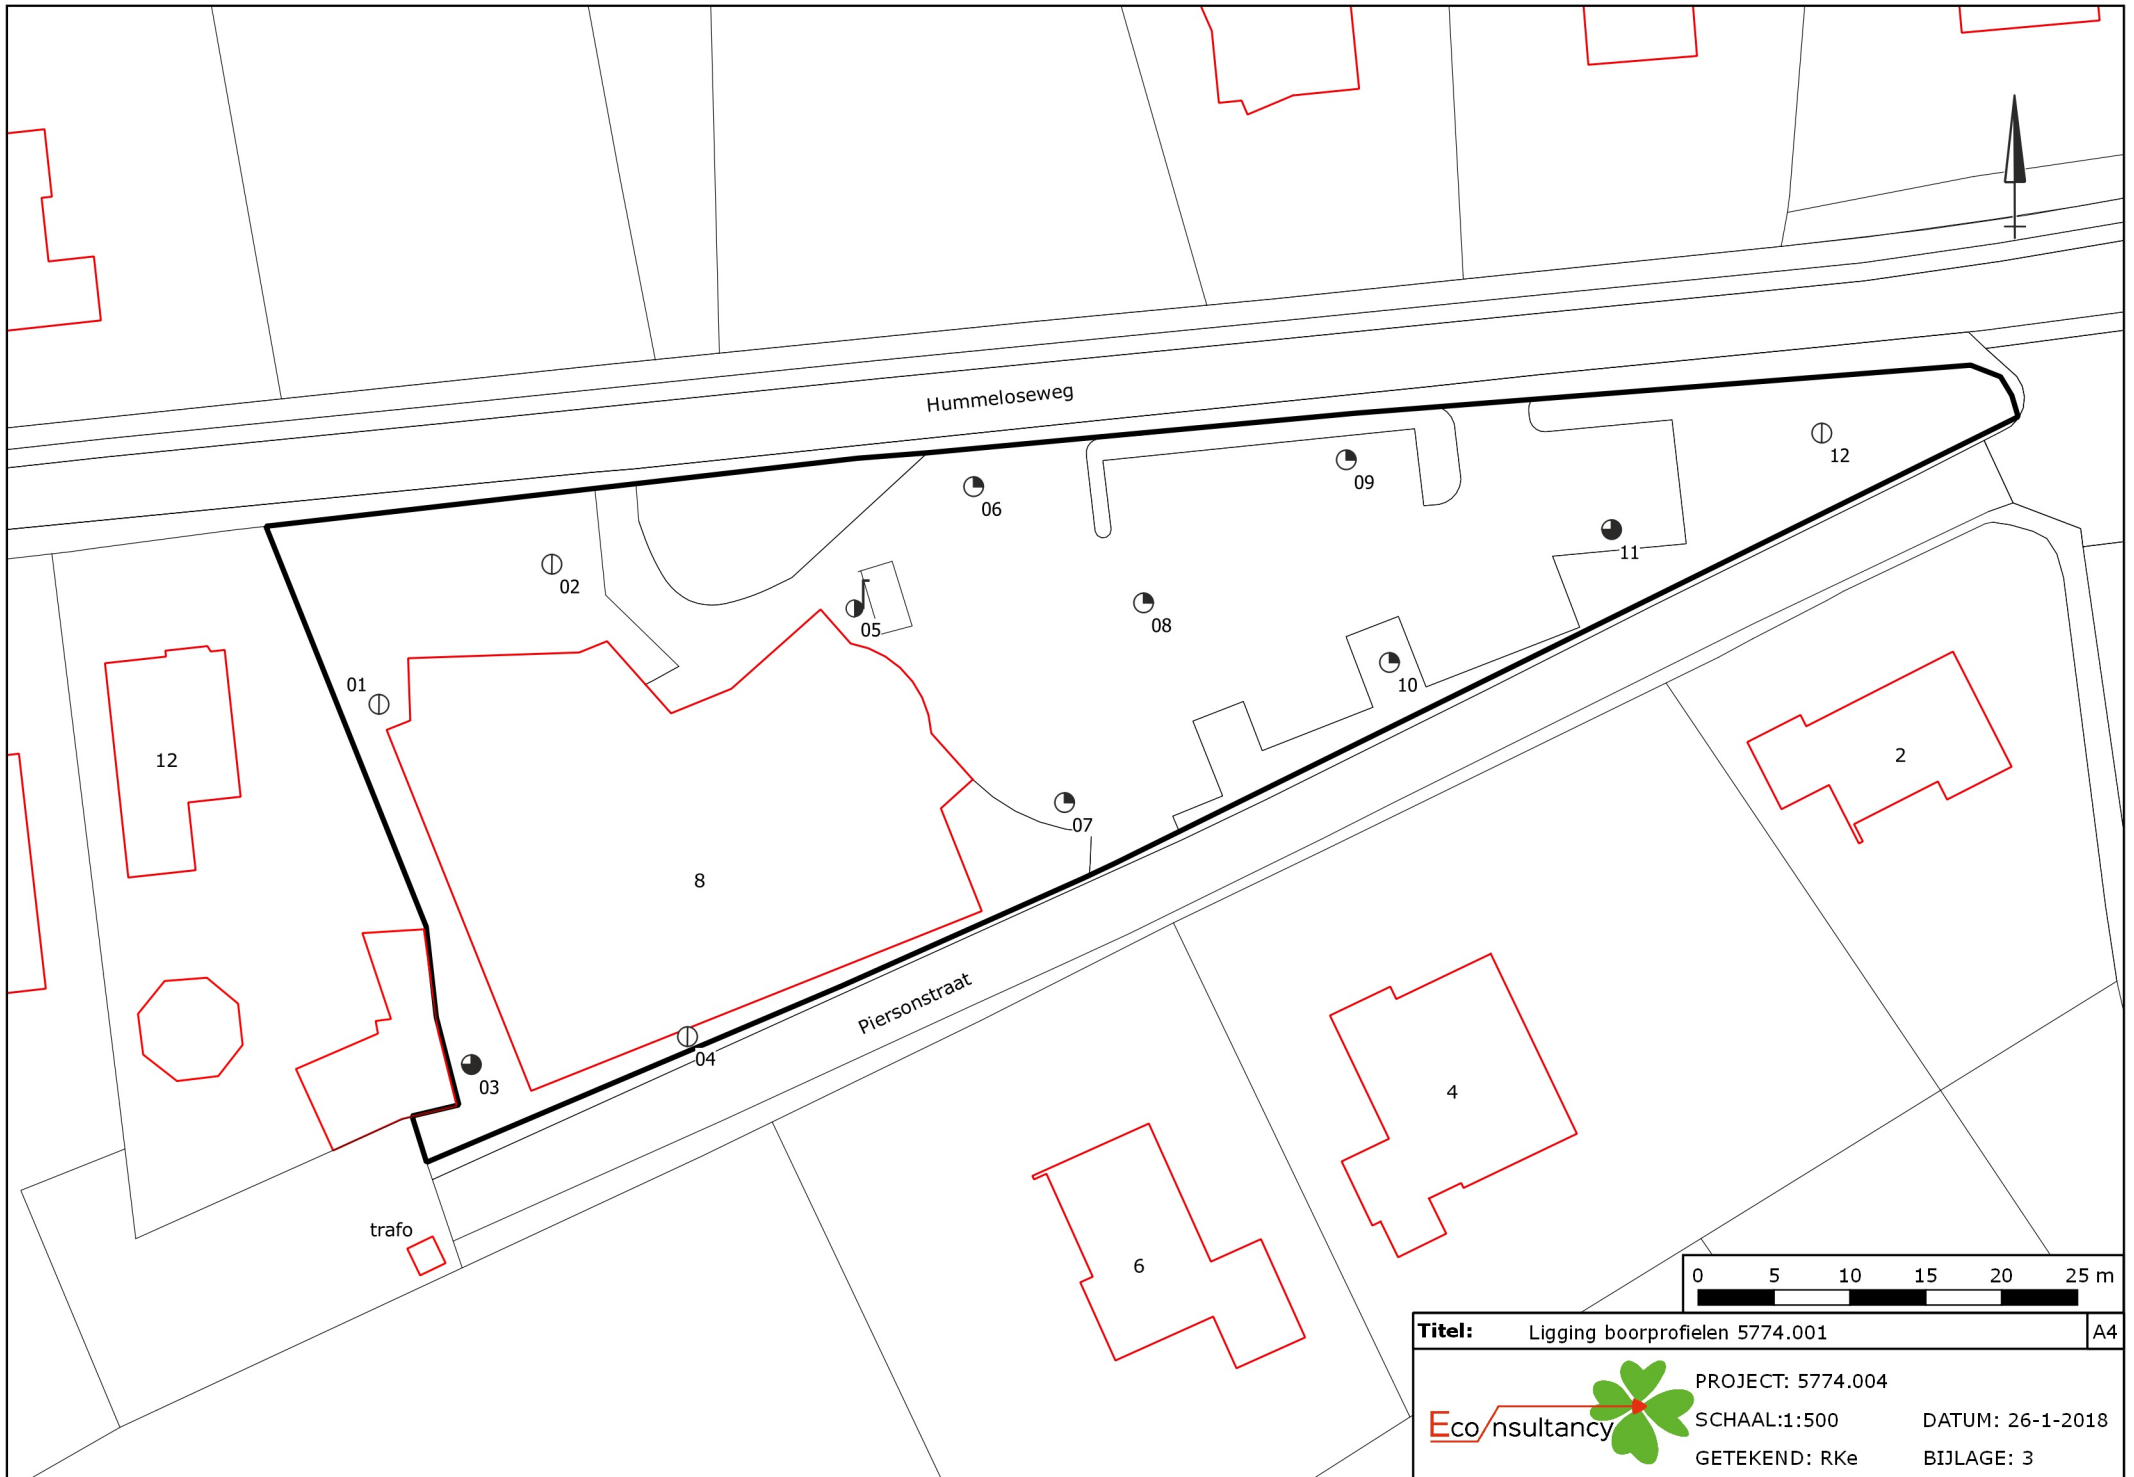 Hummeloseweg
12
09
06
11
02
05
08
01
10
12
2
07
8
Piersonstraat
04
03
4
trafo
6
0 5 10 15 20 25 m
Titel: Ligging boorprofielen 5774.001 A4
Econsultancy
PROJECT: 5774.004
SCHAAL:1:500 DATUM: 26-1-2018
GETEKEND: RKe BIJLAGE: 3